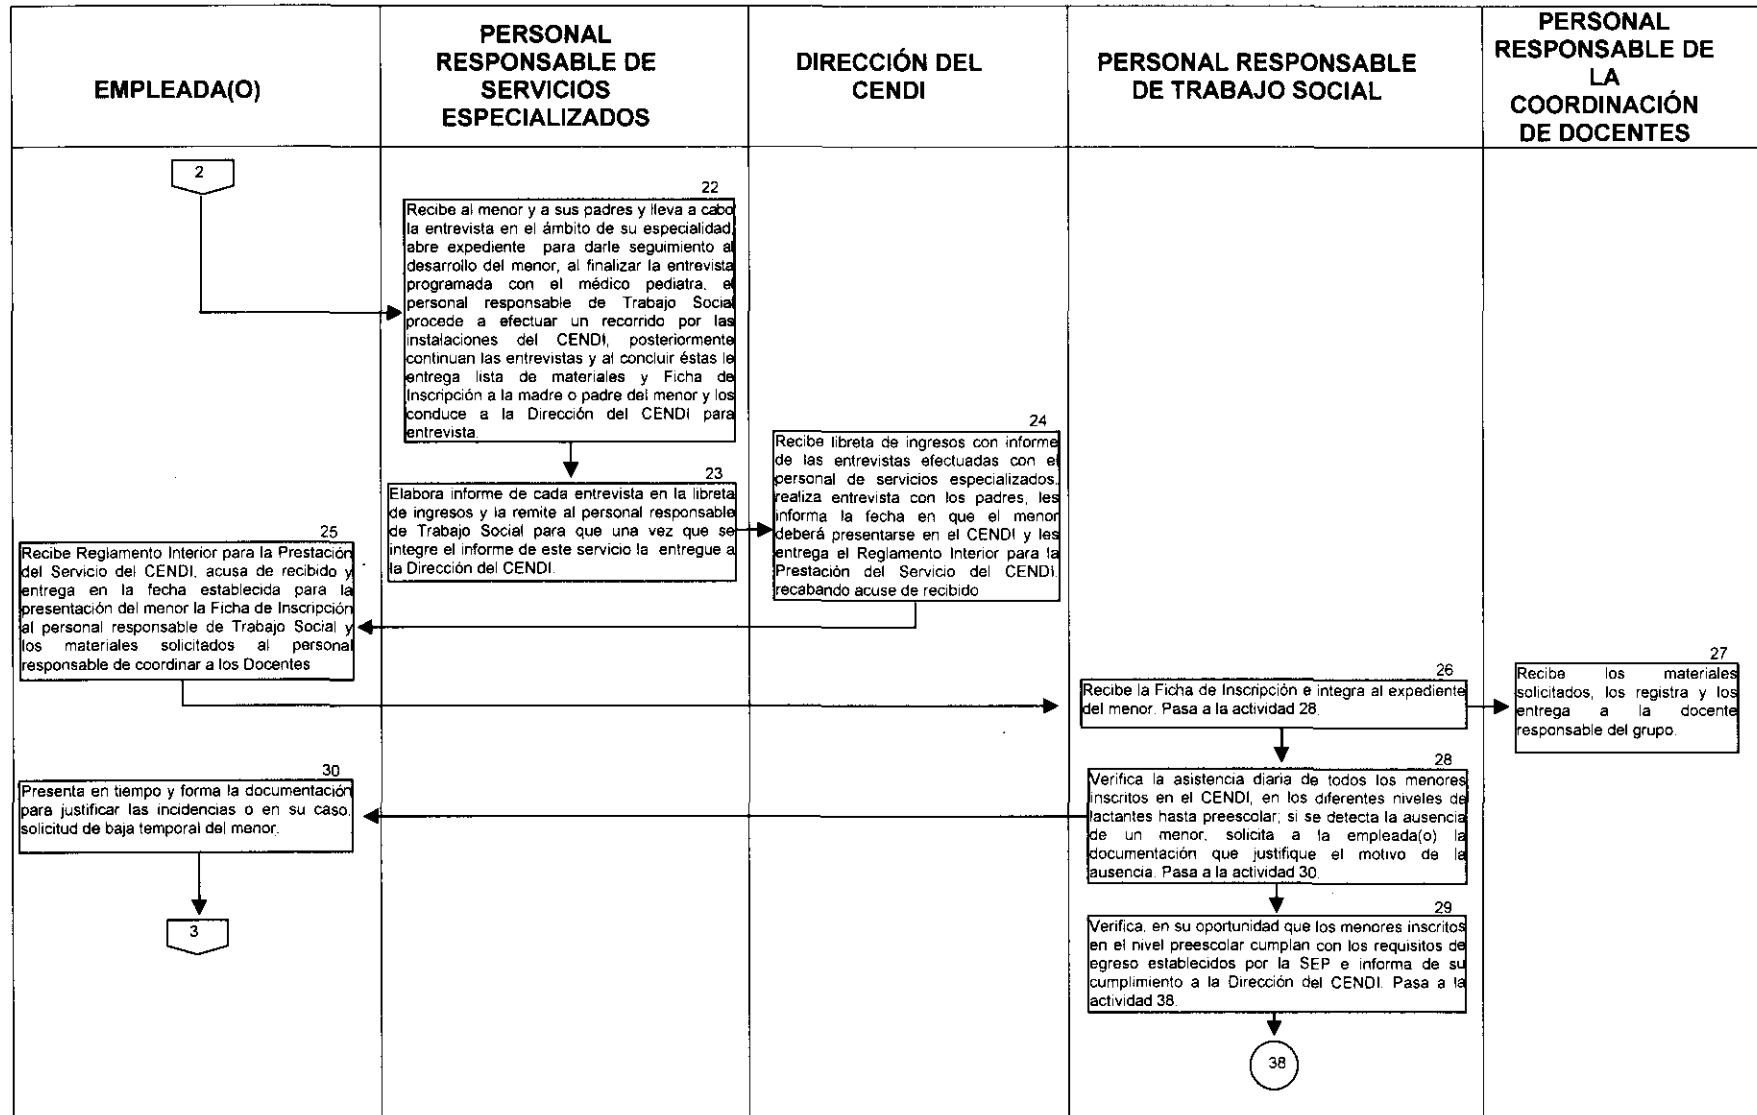 EMPLEADA(O)
PERSONAL
RESPONSABLE DE
SERVICIOS
ESPECIALIZADOS
DIRECCIÓN DEL
CENDI
PERSONAL RESPONSABLE
DE TRABAJO SOCIAL
PERSONAL
RESPONSABLE DE
LA
COORDINACIÓN
DE DOCENTES
2
22
Recibe al menor y a sus padres y lleva a cabo
la entrevista en el ámbito de su especialidad,
abre expediente para darle seguimiento al
desarrollo del menor, al finalizar la entrevista
programada con el médico pediatra, el
personal responsable de Trabajo Social
procede a efectuar un recorrido por las
instalaciones del CENDI, posteriormente
continuan las entrevistas y al concluir éstas le
entrega lista de materiales y Ficha de
Inscripción a la madre o padre del menor y los
conduce a la Dirección del CENDI para
entrevista.
23
Elabora informe de cada entrevista en la libreta
de ingresos y la remite al personal responsable
de Trabajo Social para que una vez que se
integre el informe de este servicio la entregue a
la Dirección del CENDI.
24
Recibe libreta de ingresos con informe
de las entrevistas efectuadas con el
personal de servicios especializados,
realiza entrevista con los padres, les
informa la fecha en que el menor
deberá presentarse en el CENDI y les
entrega el Reglamento Interior para la
Prestación del Servicio del CENDI,
recabando acuse de recibido
25
Recibe Reglamento Interior para la Prestación
del Servicio del CENDI, acusa de recibido y
entrega en la fecha establecida para la
presentación del menor la Ficha de Inscripción
al personal responsable de Trabajo Social y
los materiales solicitados al personal
responsable de coordinar a los Docentes
26
Recibe la Ficha de Inscripción e integra al expediente
del menor. Pasa a la actividad 28.
27
Recibe los materiales
solicitados, los registra y los
entrega a la docente
responsable del grupo.
28
Verifica la asistencia diaria de todos los menores
inscritos en el CENDI, en los diferentes niveles de
lactantes hasta preescolar; si se detecta la ausencia
de un menor, solicita a la empleada(o) la
documentación que justifique el motivo de la
ausencia. Pasa a la actividad 30.
29
Verifica, en su oportunidad que los menores inscritos
en el nivel preescolar cumplan con los requisitos de
egreso establecidos por la SEP e informa de su
cumplimiento a la Dirección del CENDI. Pasa a la
actividad 38.
38
30
Presenta en tiempo y forma la documentación
para justificar las incidencias o en su caso,
solicitud de baja temporal del menor.
3